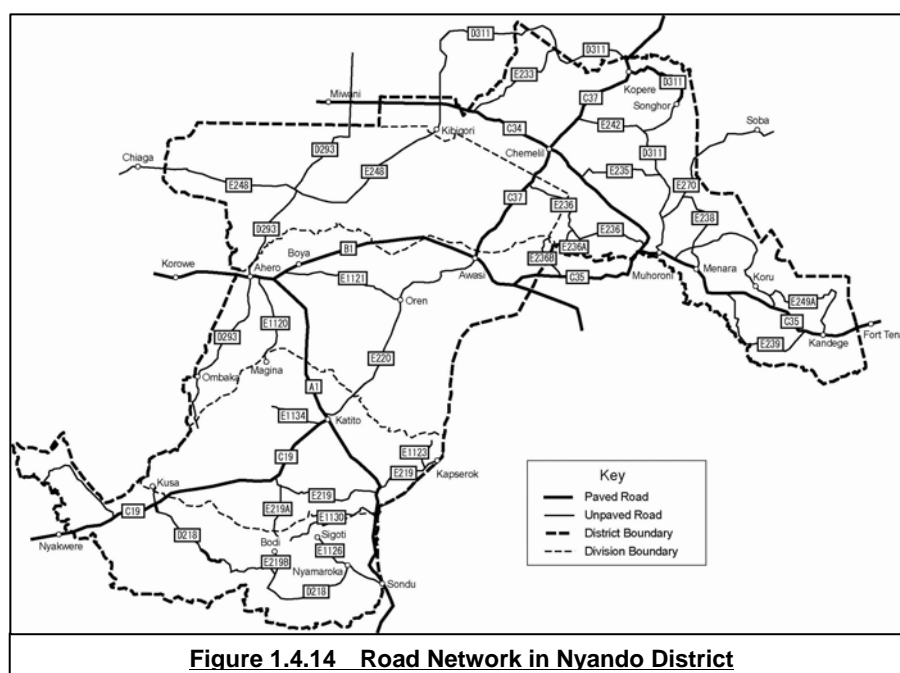 D311
D311
E233
Kopere
D311
Miwani
C37
Songhor
C34
E242
Soba
Kibigori
Chemelil
D311
D293
Chiaga
E248
E235
E270
E248
C37
E236
E238
D293
E236
E236A
Boya
B1
E236B
Korowe
Ahero
Awasi
Muhoroni
Menara
E1121
C35
Koru
Oren
E249A
E1120
C35
Fort Tena
D293
Kandege
E239
E220
Magina
Ombaka
A1
E1134
Katito
E1123
C19
E219
Kapserok
Kusa
E219
C19
E219A
E1130
Nyakwere
D218
Bodi
Sigoti
E1126
E219B
Nyamaroka
Sondu
D218
Key
Paved Road
Unpaved Road
District Boundary
Division Boundary
Figure 1.4.14 Road Network in Nyando District